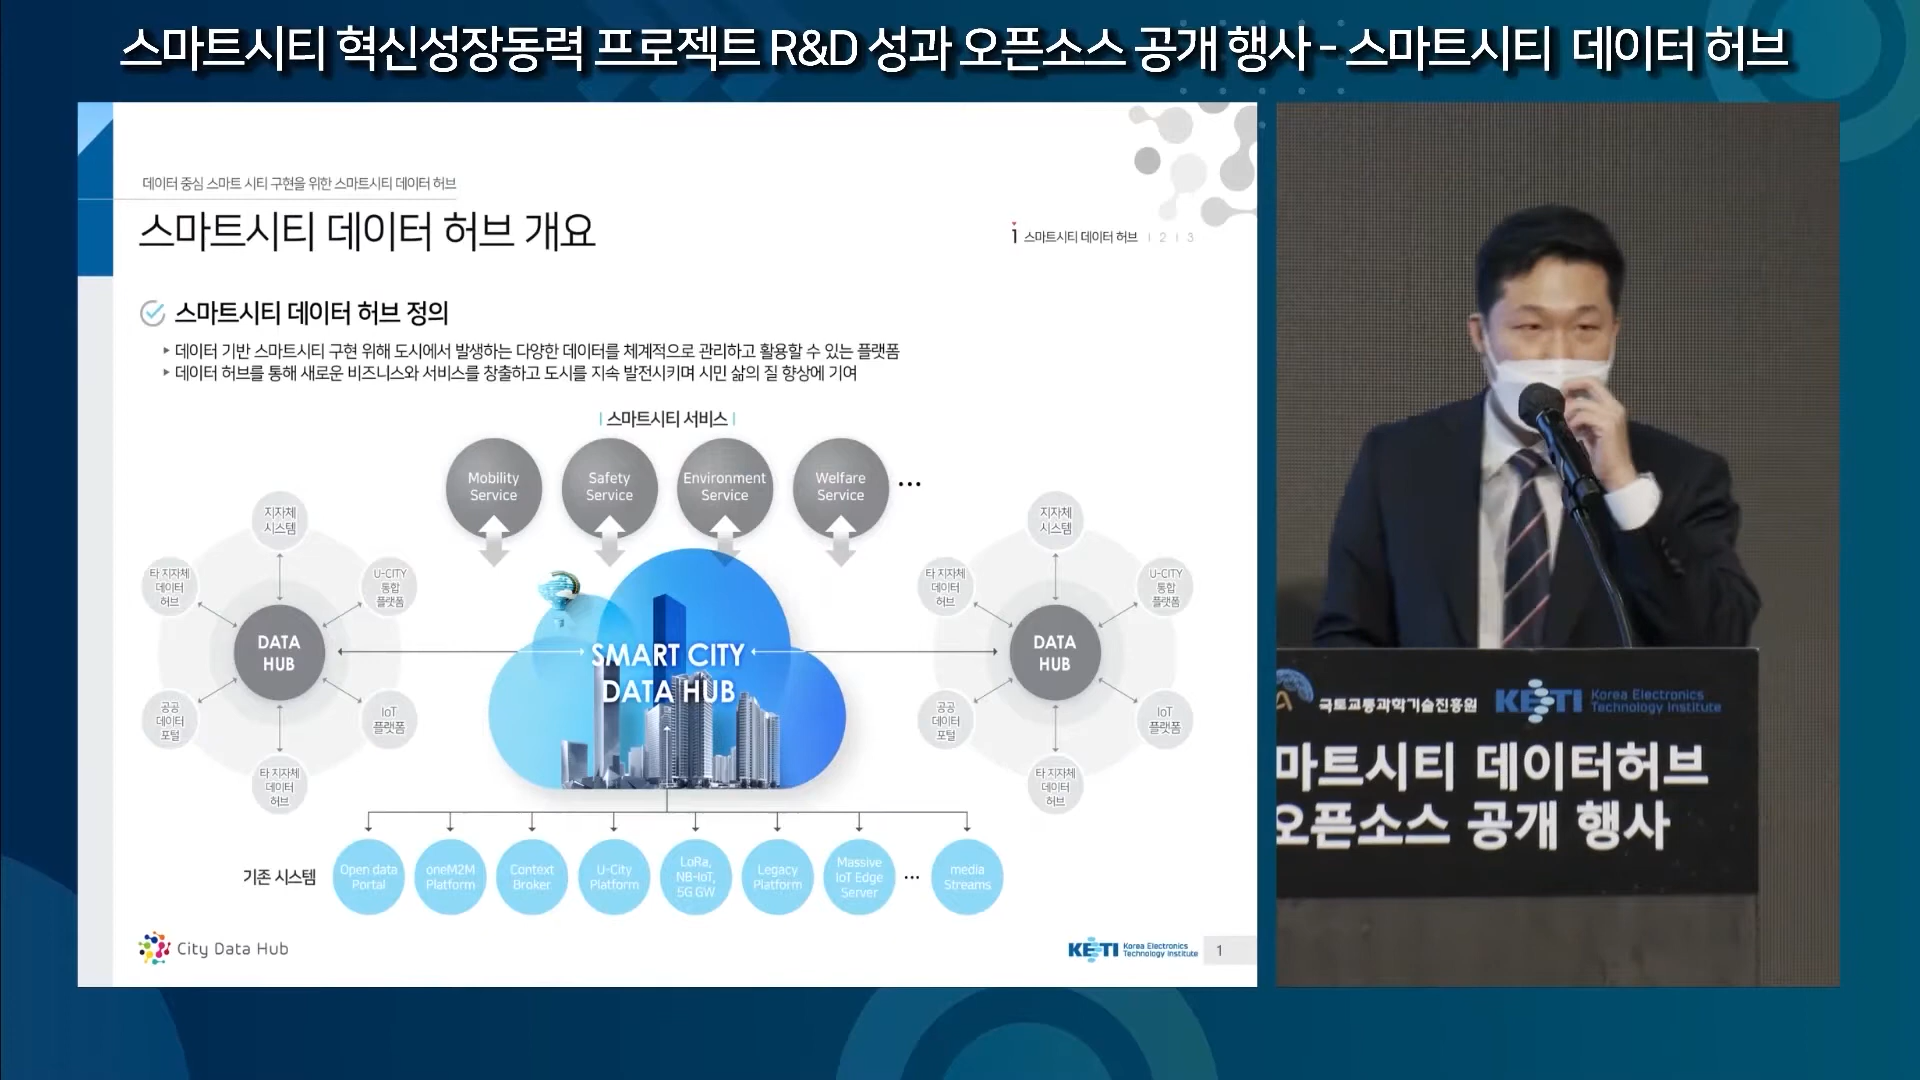 스마트시티 혁신성장동력 프로젝트 R&D 성과 오픈소스 공개 행사 - 스마트시티 데이터 허브
데이터 중심 스마트 시티 구현을 위한 스마트시티 데이터 허브
스마트시티 데이터 허브 개요
1 스마트시티 데이터 허브 | 2 | 3
스마트시티 데이터 허브 정의
데이터 기반 스마트시티 구현 위해 도시에서 발생하는 다양한 데이터를 체계적으로 관리하고 활용할 수 있는 플랫폼
데이터 허브를 통해 새로운 비즈니스와 서비스를 창출하고 도시를 지속 발전시키며 시민 삶의 질 향상에 기여
| 스마트시티 서비스 |
Mobility
Service
Safety
Service
Environment
Service
Welfare
Service
...
지자체
시스템
타 지자체
데이터
허브
U-CITY
통합
플랫폼
DATA
HUB
공공
데이터
포털
IoT
플랫폼
타 지자체
데이터
허브
SMART CITY
DATA HUB
지자체
시스템
타 지자체
데이터
허브
U-CITY
통합
플랫폼
DATA
HUB
공공
데이터
포털
IoT
플랫폼
타 지자체
데이터
허브
기존 시스템
Open data
Portal
oneM2M
Platform
Context
Broker
U-City
Platform
LoRa,
NB-IoT,
5G GW
Legacy
Platform
Massive
IoT Edge
Server
...
media
Streams
City Data Hub
KETI Korea Electronics
Technology Institute
1
국토교통과학기술진흥원
KETI Korea Electronics
Technology Institute
마트시티 데이터허브
오픈소스 공개 행사